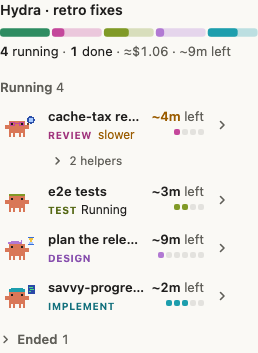 Hydra · retro fixes
4 running · 1 done · ≈$1.06 · ~9m left
Running 4
cache-tax re... ~4m left
REVIEW slower
2 helpers
e2e tests ~3m left
TEST Running
plan the rele... ~9m left
DESIGN
savvy-progre... ~2m left
IMPLEMENT
Ended 1